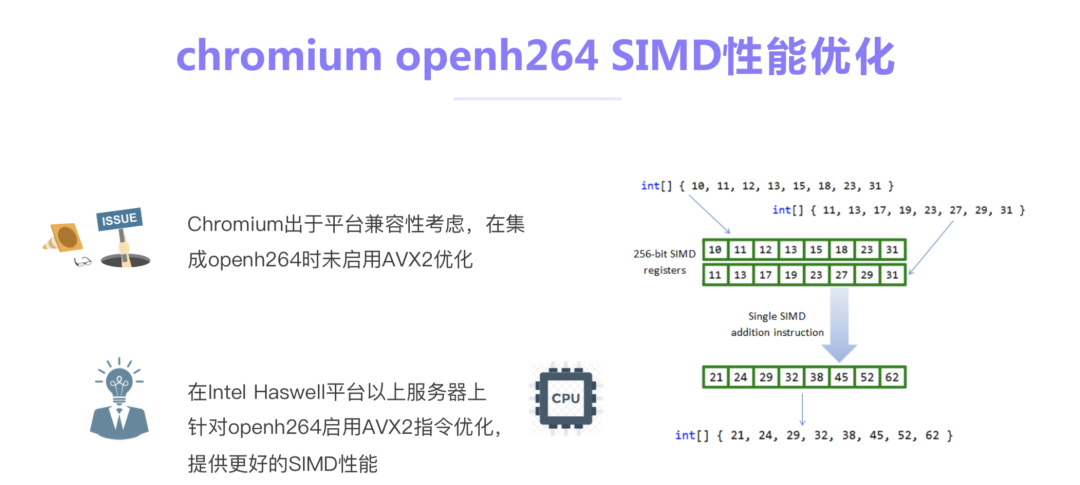 chromium openh264 SIMD性能优化
ISSUE
Chromium出于平台兼容性考虑，在集
成openh264时未启用AVX2优化
在Intel Haswell平台以上服务器上
针对openh264启用AVX2指令优化，
提供更好的SIMD性能
CPU
int[] { 10, 11, 12, 13, 15, 18, 23, 31 }
int[] { 11, 13, 17, 19, 23, 27, 29, 31 }
256-bit SIMD
registers
10 11 12 13 15 18 23 31
11 13 17 19 23 27 29 31
Single SIMD
addition instruction
21 24 29 32 38 45 52 62
int[] { 21, 24, 29, 32, 38, 45, 52, 62 }